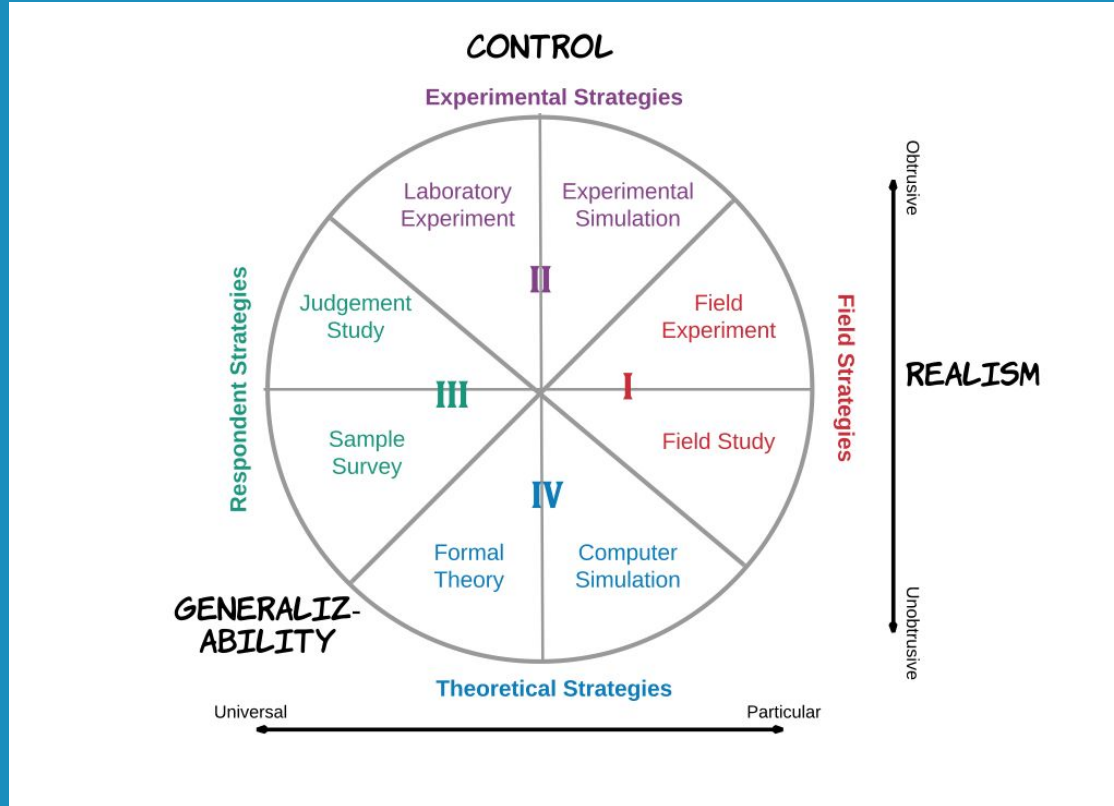 CONTROL
Experimental Strategies
Obtrusive
Laboratory
Experiment
Experimental
Simulation
II
Respondent Strategies
Judgement
Study
Field
Experiment
Field Strategies
REALISM
III
I
Sample
Survey
Field Study
IV
Formal
Theory
Computer
Simulation
GENERALIZ-
ABILITY
Unobtrusive
Theoretical Strategies
Universal
Particular